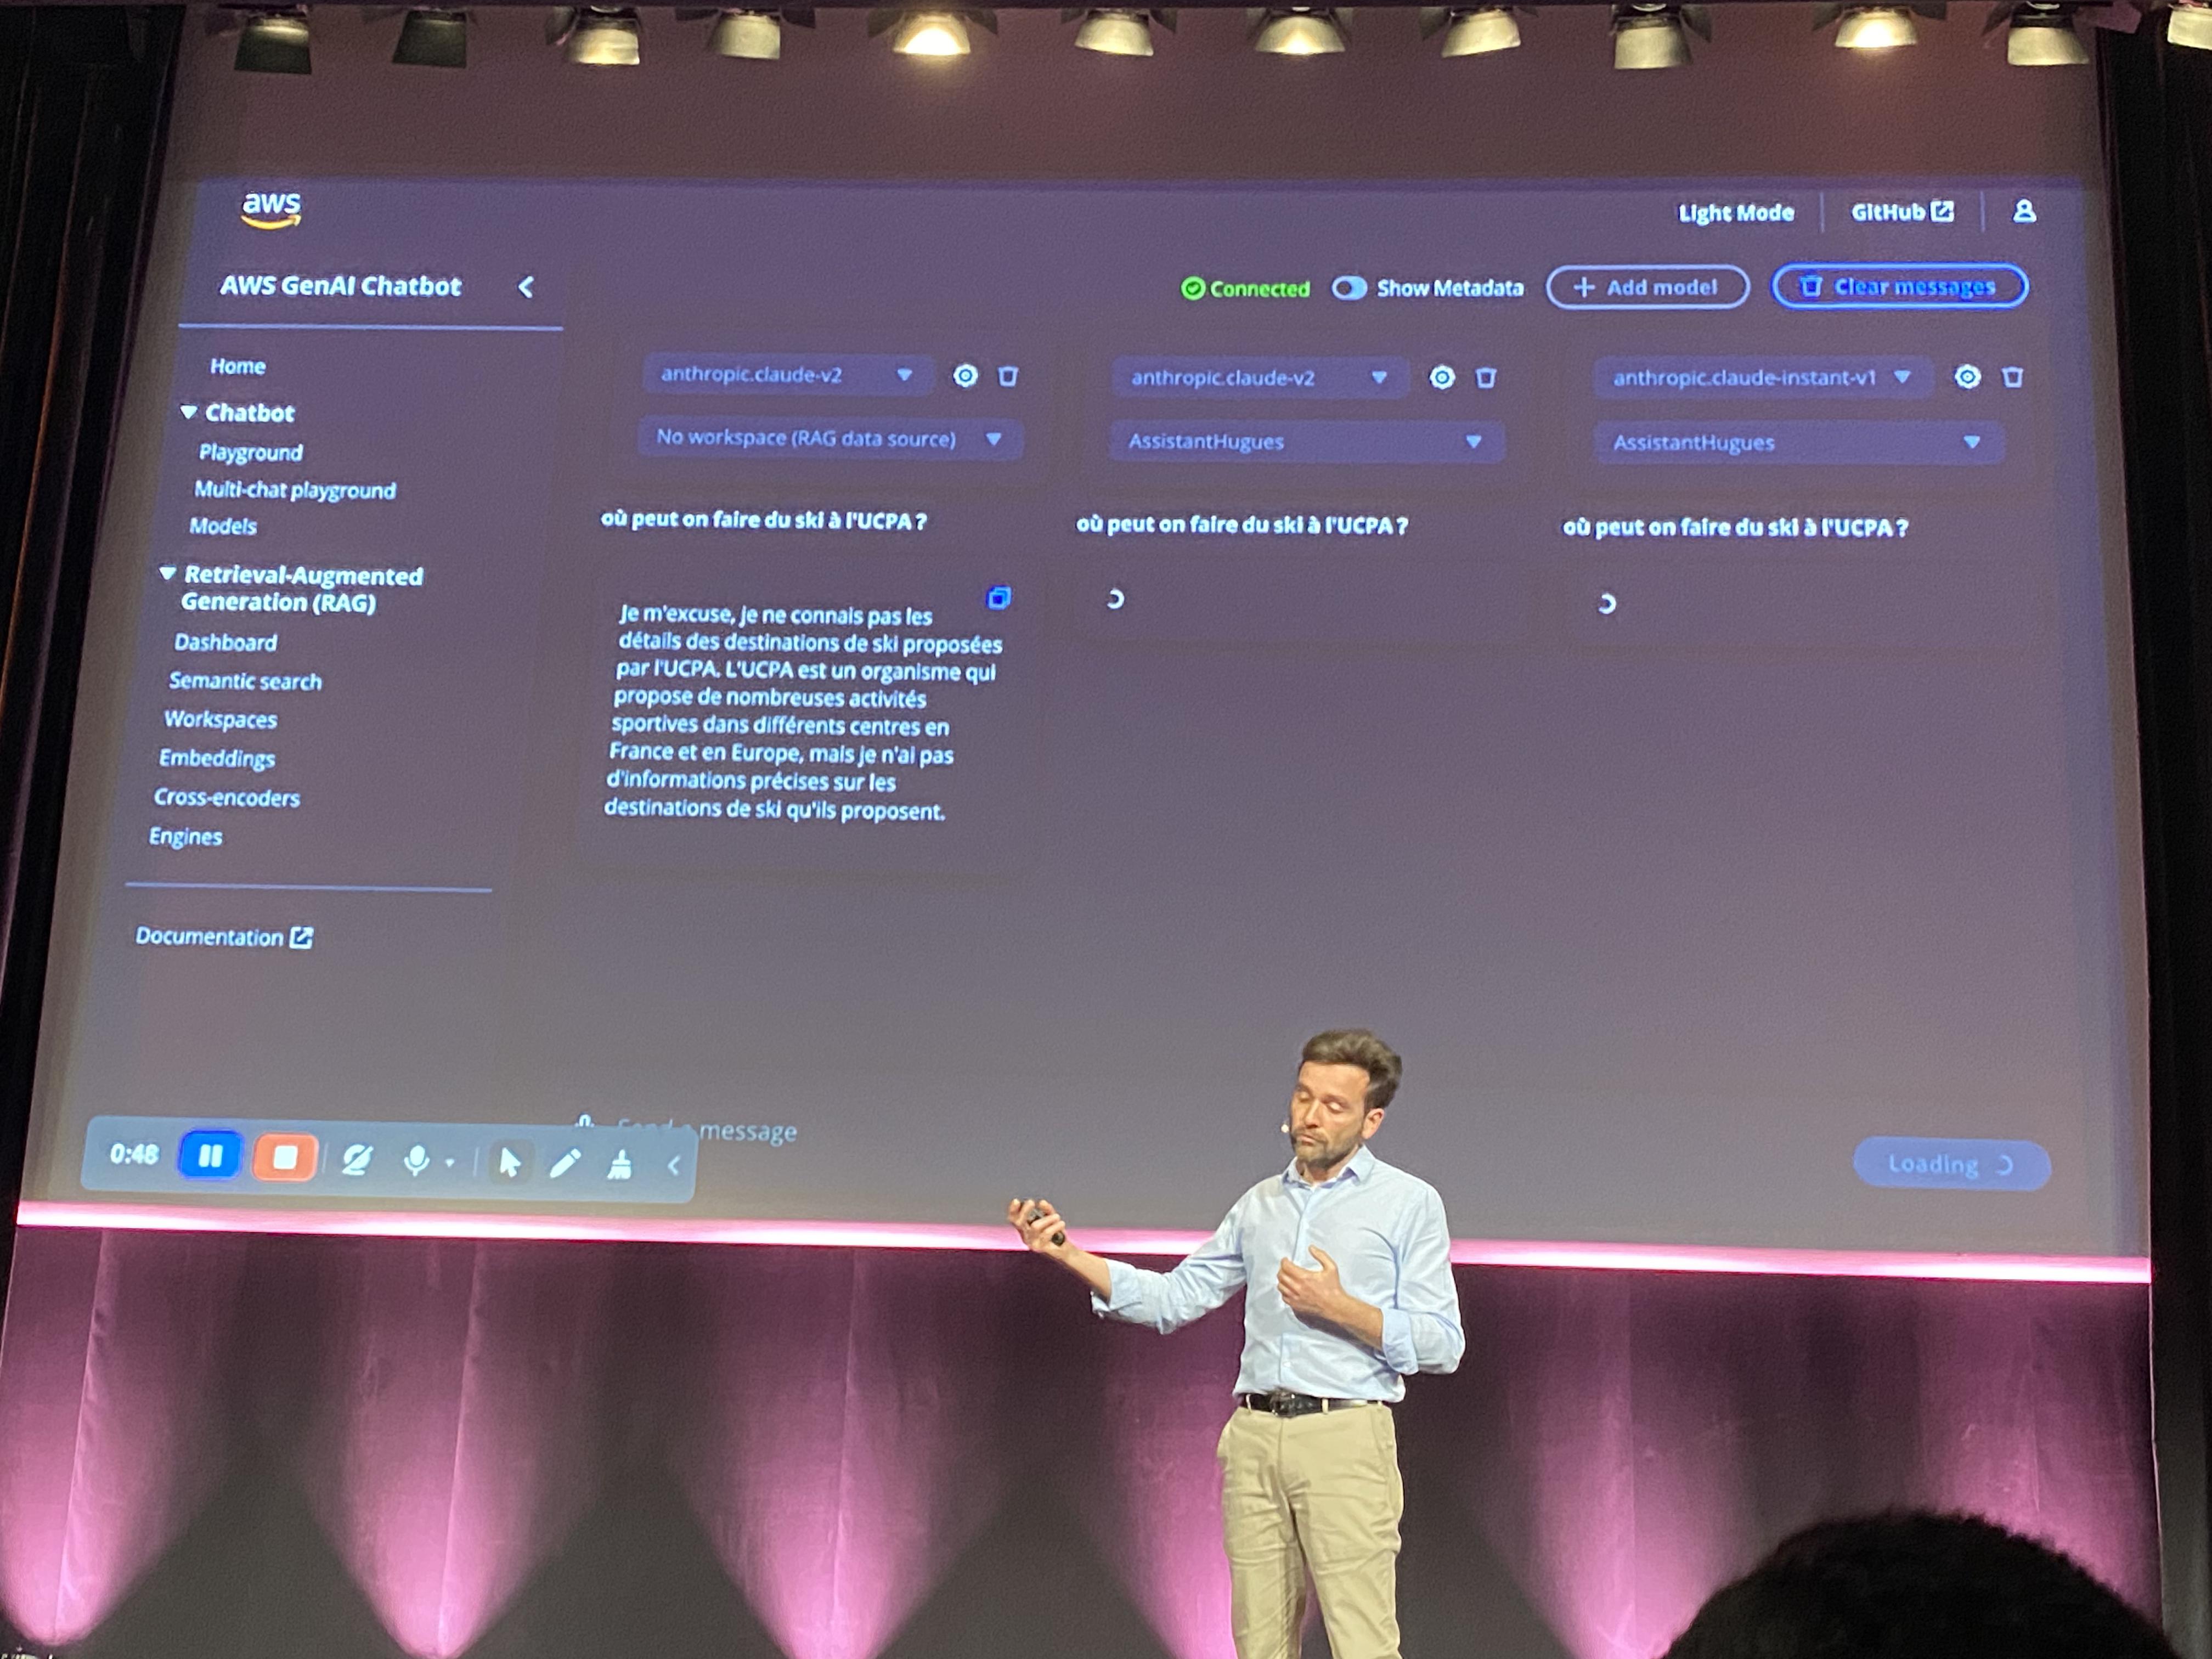 aws
Light Mode
GitHub
AWS GenAI Chatbot
Connected
Show Metadata
Add model
Clear messages
Home
Chatbot
Playground
Multi-chat playground
Models
Retrieval-Augmented
Generation (RAG)
Dashboard
Semantic search
Workspaces
Embeddings
Cross-encoders
Engines
Documentation
anthropic.claude-v2
No workspace (RAG data source)
où peut on faire du ski à l'UCPA ?
Je m'excuse, je ne connais pas les
détails des destinations de ski proposées
par l'UCPA. L'UCPA est un organisme qui
propose de nombreuses activités
sportives dans différents centres en
France et en Europe, mais je n'ai pas
d'informations précises sur les
destinations de ski qu'ils proposent.
anthropic.claude-v2
AssistantHugues
où peut on faire du ski à l'UCPA ?
anthropic.claude-instant-v1
AssistantHugues
où peut on faire du ski à l'UCPA ?
Send a message
0:48
Loading